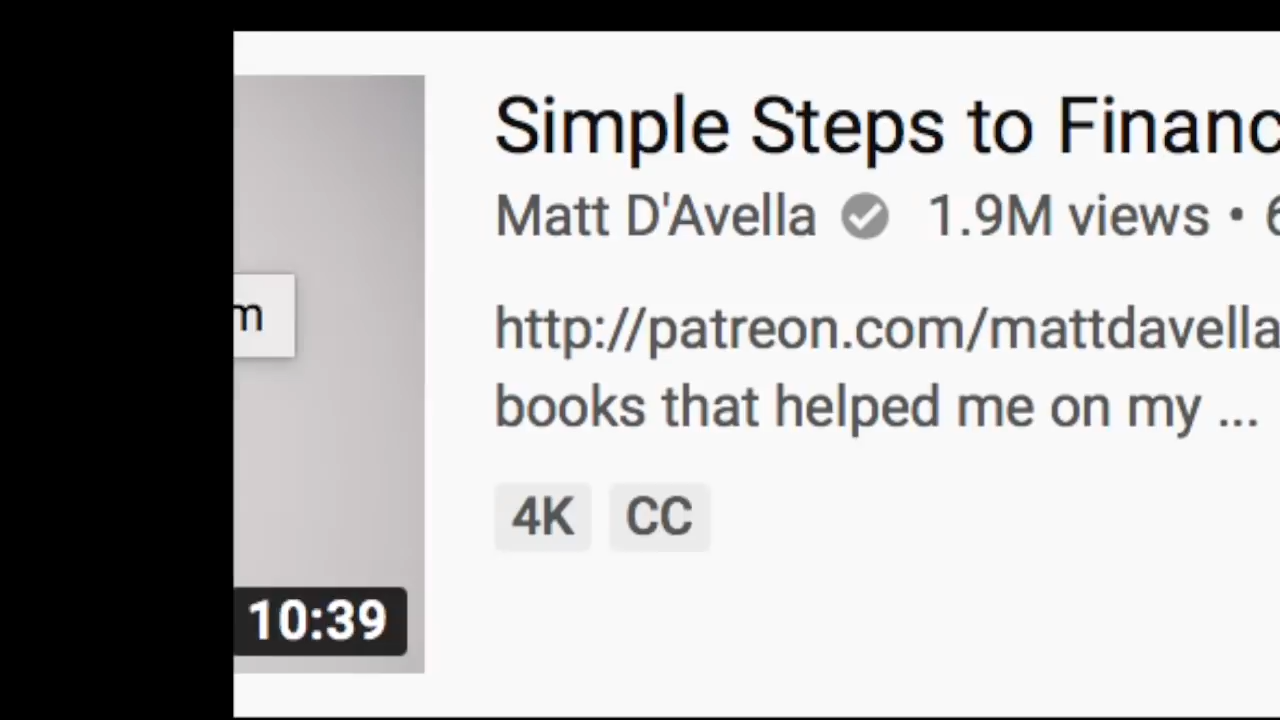 Simple Steps to Financ
Matt D'Avella 1.9M views • 6
http://patreon.com/mattdavella
books that helped me on my ...
4K CC
m
10:39